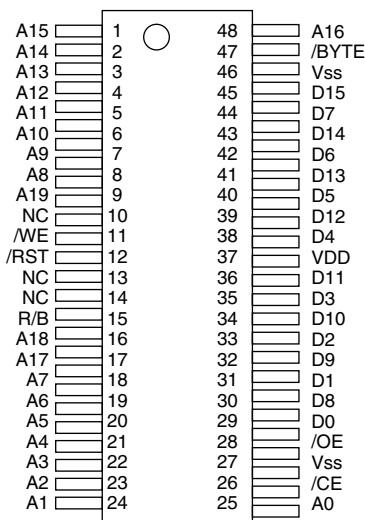 A15 1 48 A16
A14 2 47 /BYTE
A13 3 46 Vss
A12 4 45 D15
A11 5 44 D7
A10 6 43 D14
A9 7 42 D6
A8 8 41 D13
A19 9 40 D5
NC 10 39 D12
/WE 11 38 D4
/RST 12 37 VDD
NC 13 36 D11
NC 14 35 D3
R/B 15 34 D10
A18 16 33 D2
A17 17 32 D9
A7 18 31 D1
A6 19 30 D8
A5 20 29 D0
A4 21 28 /OE
A3 22 27 Vss
A2 23 26 /CE
A1 24 25 A0